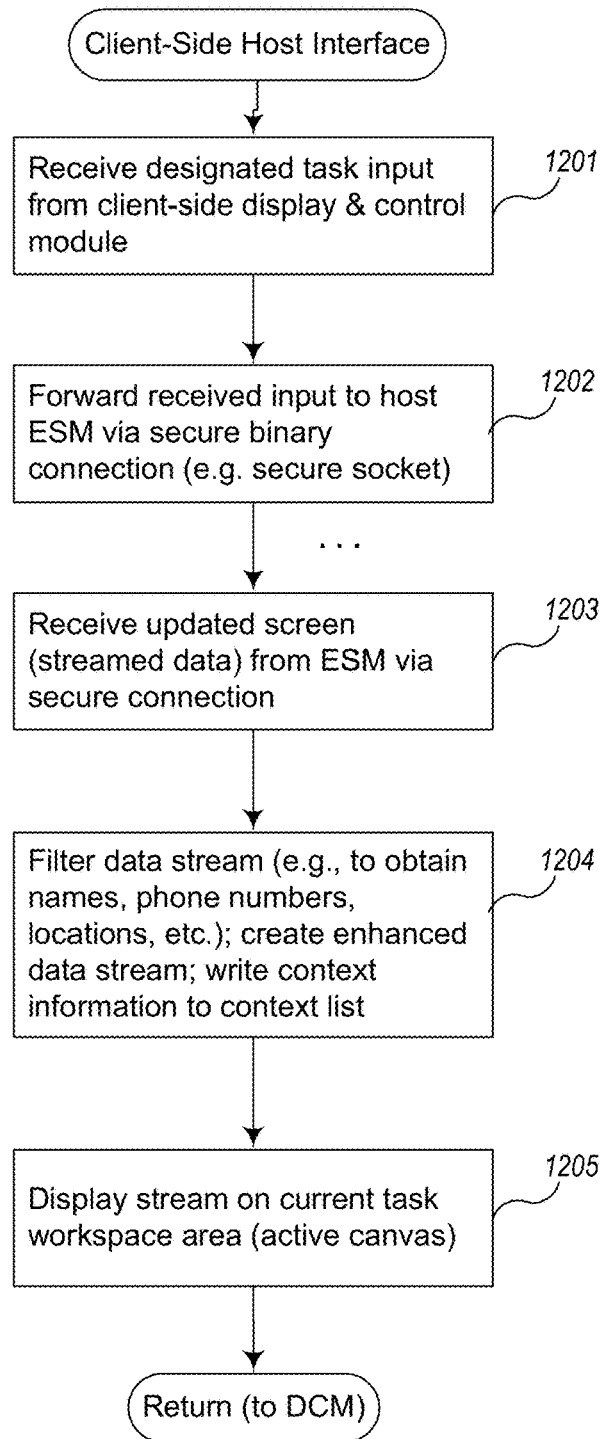 Client-Side Host Interface
Receive designated task input
from client-side display & control
module
1201
Forward received input to host
ESM via secure binary
connection (e.g. secure socket)
1202
. . .
Receive updated screen
(streamed data) from ESM via
secure connection
1203
Filter data stream (e.g., to obtain
names, phone numbers,
locations, etc.); create enhanced
data stream; write context
information to context list
1204
Display stream on current task
workspace area (active canvas)
1205
Return (to DCM)